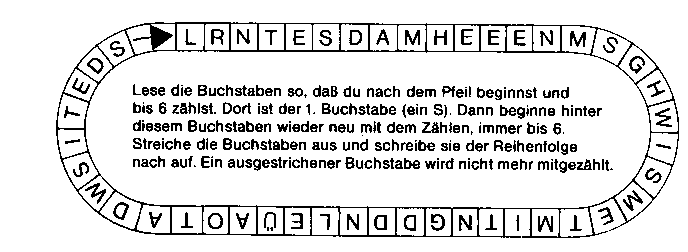 L R N T E S D A M H E E E N M S G H W I S M E T M I T N G D D N L E Ü A O T A D W S I T E D S
Lese die Buchstaben so, daß du nach dem Pfeil beginnst und
bis 6 zählst. Dort ist der 1. Buchstabe (ein S). Dann beginne hinter
diesem Buchstaben wieder neu mit dem Zählen, immer bis 6.
Streiche die Buchstaben aus und schreibe sie der Reihenfolge
nach auf. Ein ausgestrichener Buchstabe wird nicht mehr mitgezählt.